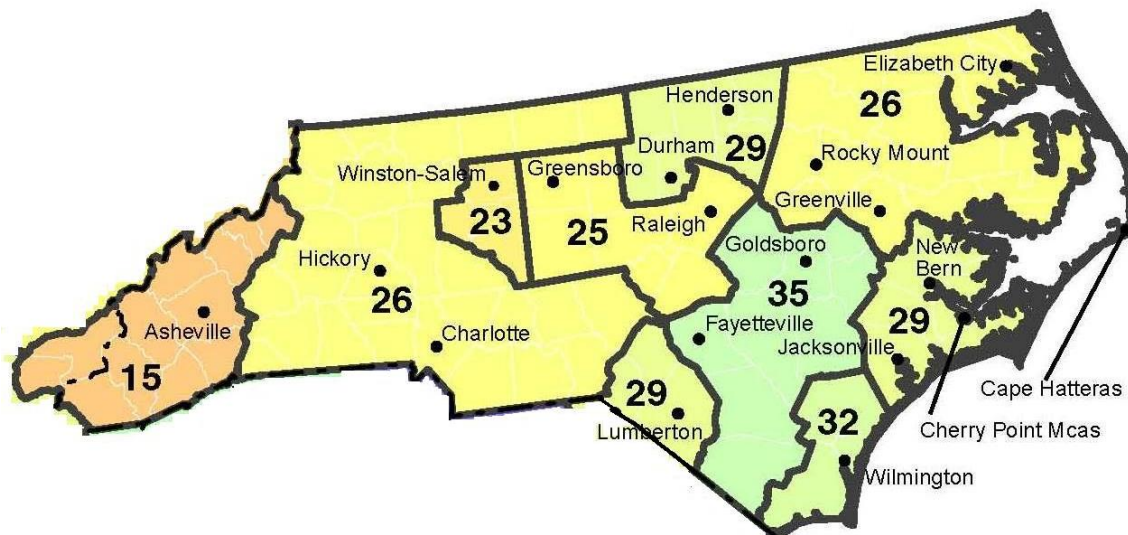 Elizabeth City
Henderson
26
Durham
29
Rocky Mount
Winston-Salem
Greensboro
Greenville
23
25
Raleigh
Goldsboro
New
Bern
Hickory
26
35
Asheville
Fayetteville
29
Charlotte
Jacksonville
15
Cape Hatteras
29
32
Lumberton
Cherry Point Mcas
Wilmington